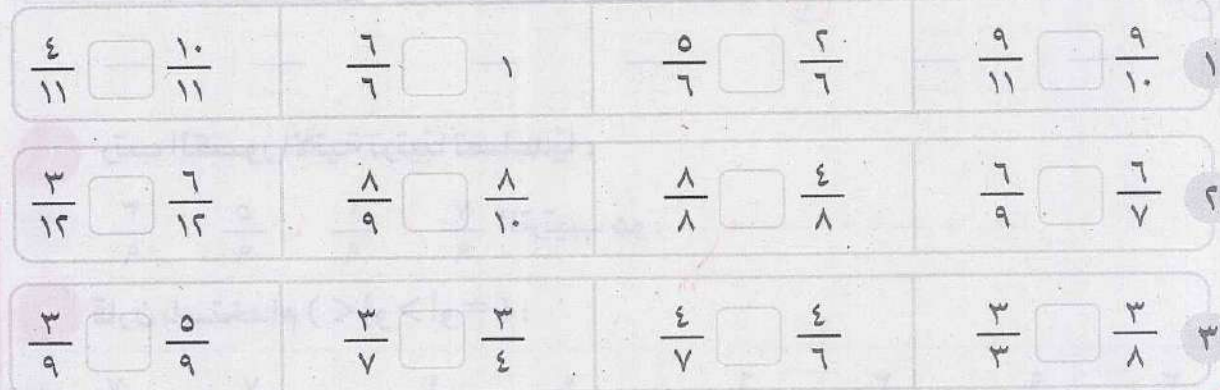 ١ ٩/١٠ □ ٩/١١ ٢/٦ □ ٥/٦ ١ □ ٦/٦ ١٠/١١ □ ٤/١١
٢ ٦/٧ □ ٦/٩ ٤/٨ □ ٨/٨ ٨/١٠ □ ٨/٩ ٦/١٢ □ ٣/١٢
٣ ٣/٨ □ ٣/٣ ٤/٦ □ ٤/٧ ٣/٤ □ ٣/٧ ٥/٩ □ ٣/٩